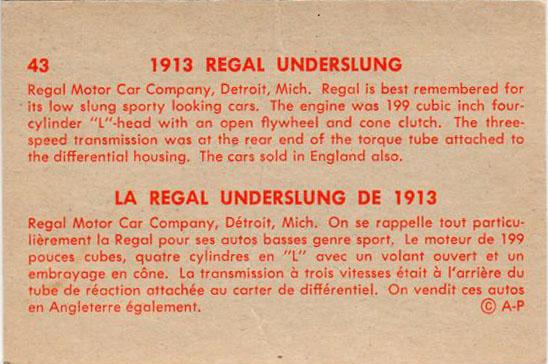 43 1913 REGAL UNDERSLUNG
Regal Motor Car Company, Detroit, Mich. Regal is best remembered for
its low slung sporty looking cars. The engine was 199 cubic inch four-
cylinder "L"-head with an open flywheel and cone clutch. The three-
speed transmission was at the rear end of the torque tube attached to
the differential housing. The cars sold in England also.
LA REGAL UNDERSLUNG DE 1913
Regal Motor Car Company, Détroit, Mich. On se rappelle tout particu-
lièrement la Regal pour ses autos basses genre sport. Le moteur de 199
pouces cubes, quatre cylindres en "L" avec un volant ouvert et un
embrayage en cône. La transmission à trois vitesses était à l'arrière du
tube de réaction attachée au carter de différentiel. On vendit ces autos
en Angleterre également. © A-P